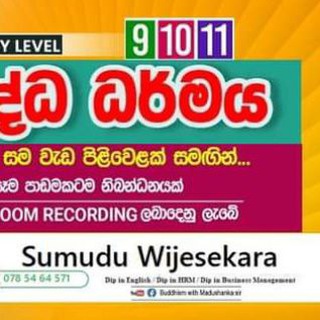 Y LEVEL
9 10 11
ද්ධ ධර්මය
සම වැඩ පිළිවෙළක් සමඟින්...
සෑම පාඩමකටම නිබන්ධනයක්
OOM RECORDING ලබාදෙනු ලැබේ
Sumudu Wijesekara
078 54 64 571
Dip in English / Dip in HRM / Dip in Business Management
Buddhism with Madushanka sir